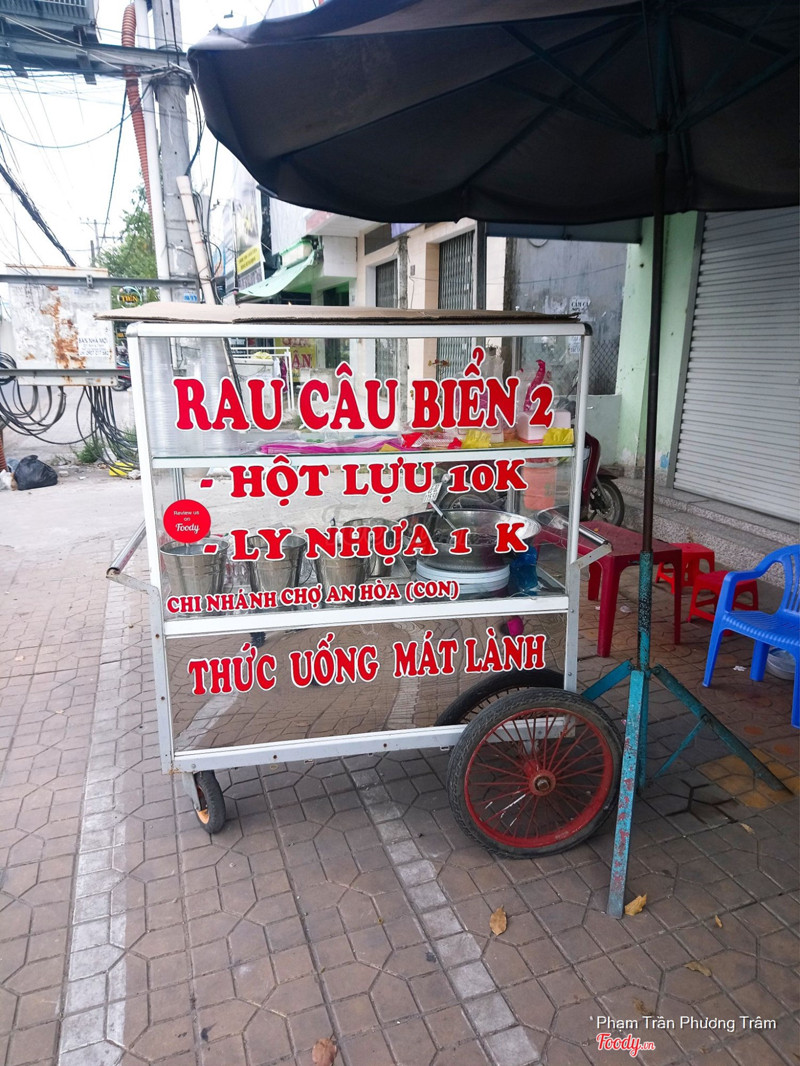 RAU CÂU BIỂN 2
- HỘT LỰU 10K
Review us
on
Foody
- LY NHỰA 1 K
CHI NHÁNH CHỢ AN HÒA (CON)
THỨC UỐNG MÁT LÀNH
Phạm Trần Phương Trâm
Foody.vn